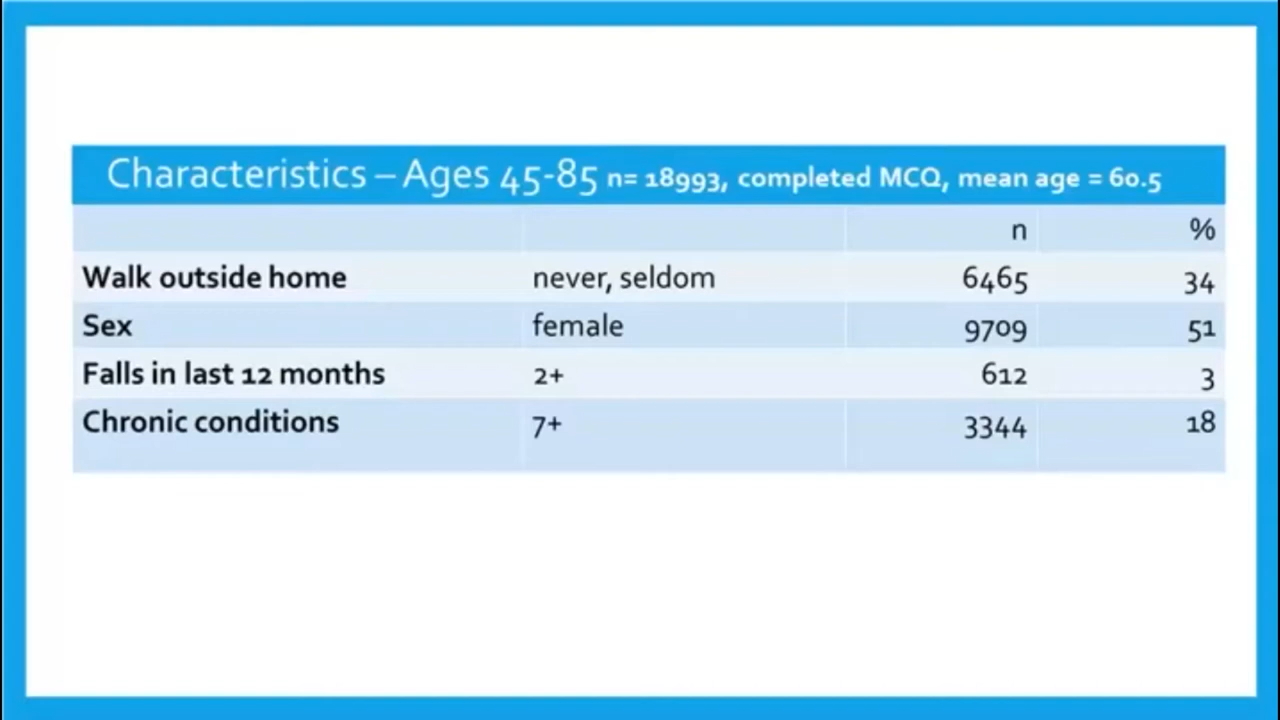 Characteristics – Ages 45-85 n= 18993, completed MCQ, mean age = 60.5
n %
Walk outside home never, seldom 6465 34
Sex female 9709 51
Falls in last 12 months 2+ 612 3
Chronic conditions 7+ 3344 18